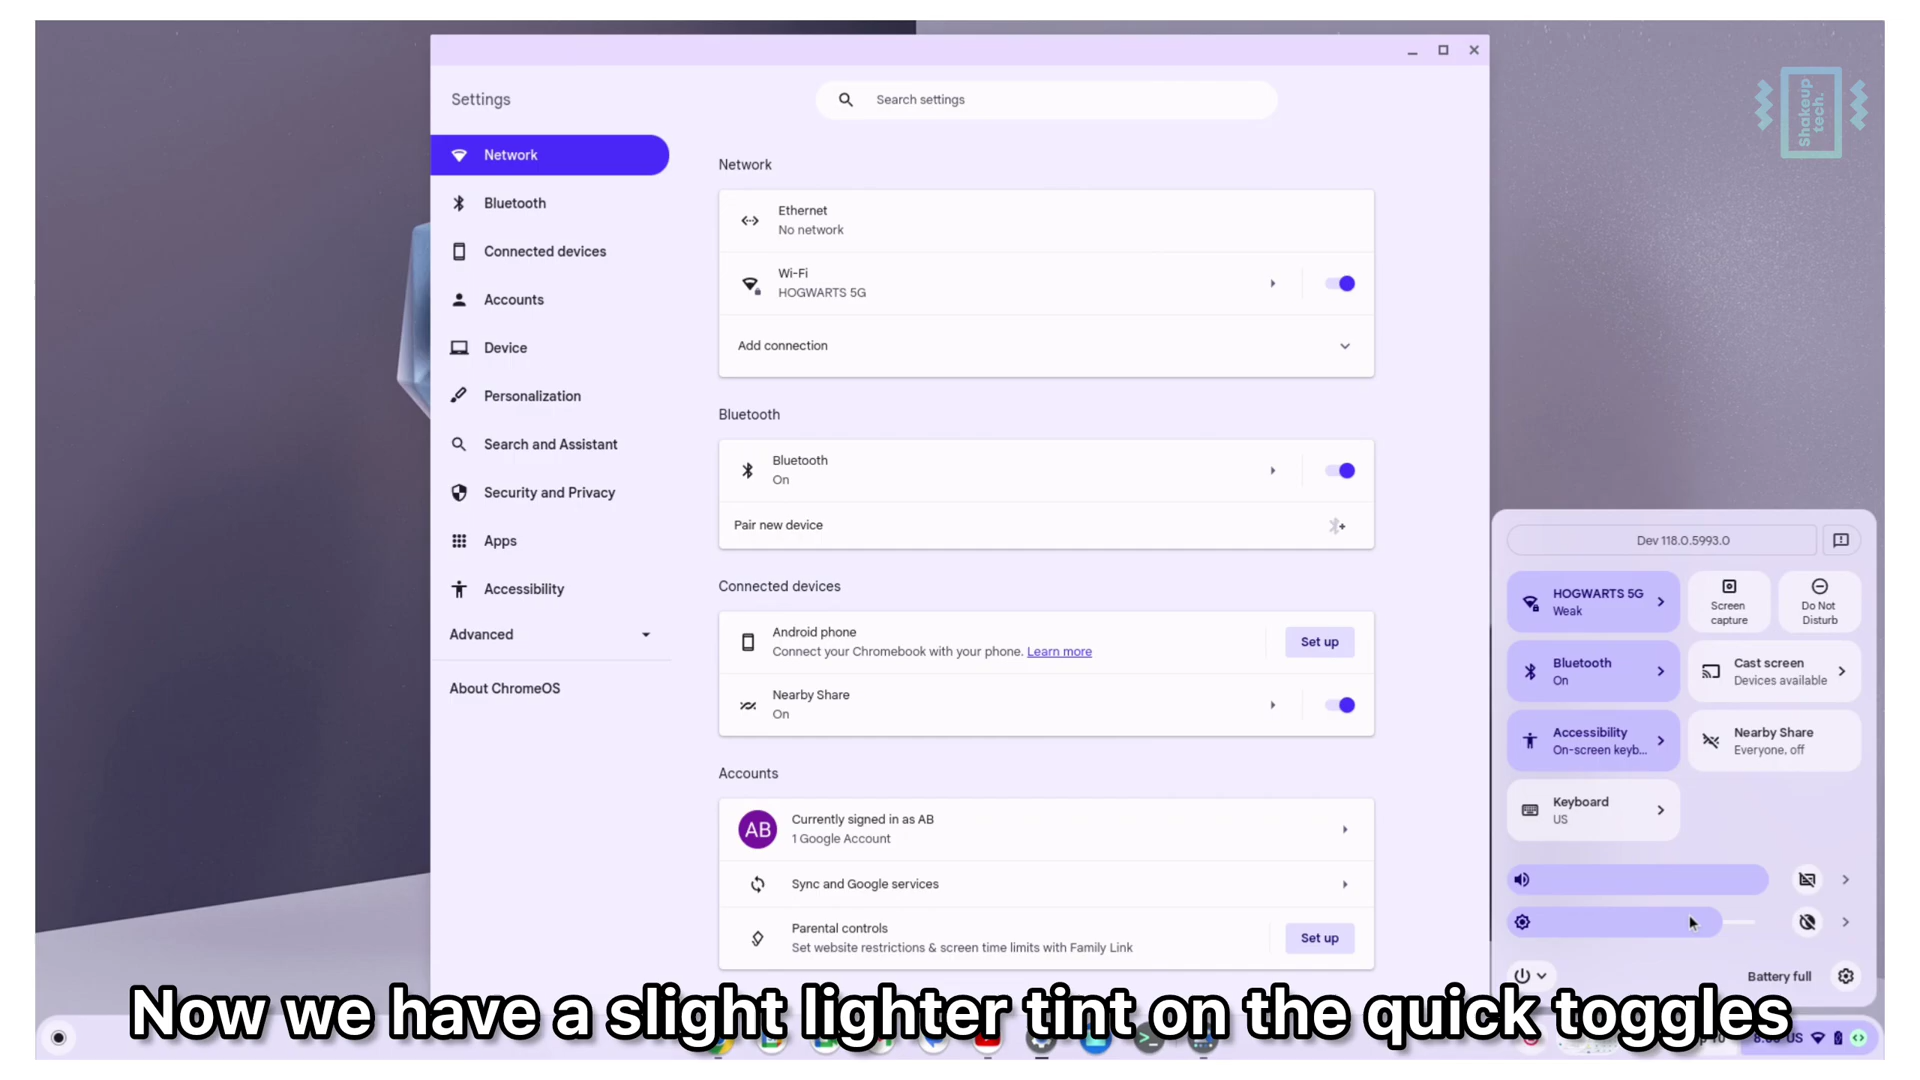 Settings
Search settings
shakeup
tech.
Network
Bluetooth
Connected devices
Accounts
Device
Personalization
Search and Assistant
Security and Privacy
Apps
Accessibility
Advanced
About ChromeOS
Network
Ethernet
No network
Wi-Fi
HOGWARTS 5G
Add connection
Bluetooth
Bluetooth
On
Pair new device
Connected devices
Android phone
Connect your Chromebook with your phone. Learn more
Set up
Nearby Share
On
Accounts
AB
Currently signed in as AB
1 Google Account
Sync and Google services
Parental controls
Set website restrictions & screen time limits with Family Link
Set up
Dev 118.0.5993.0
HOGWARTS 5G
Weak
Screen
capture
Do Not
Disturb
Bluetooth
On
Cast screen
Devices available
Accessibility
On-screen keyb...
Nearby Share
Everyone, off
Keyboard
US
Battery full
Now we have a slight lighter tint on the quick toggles
US